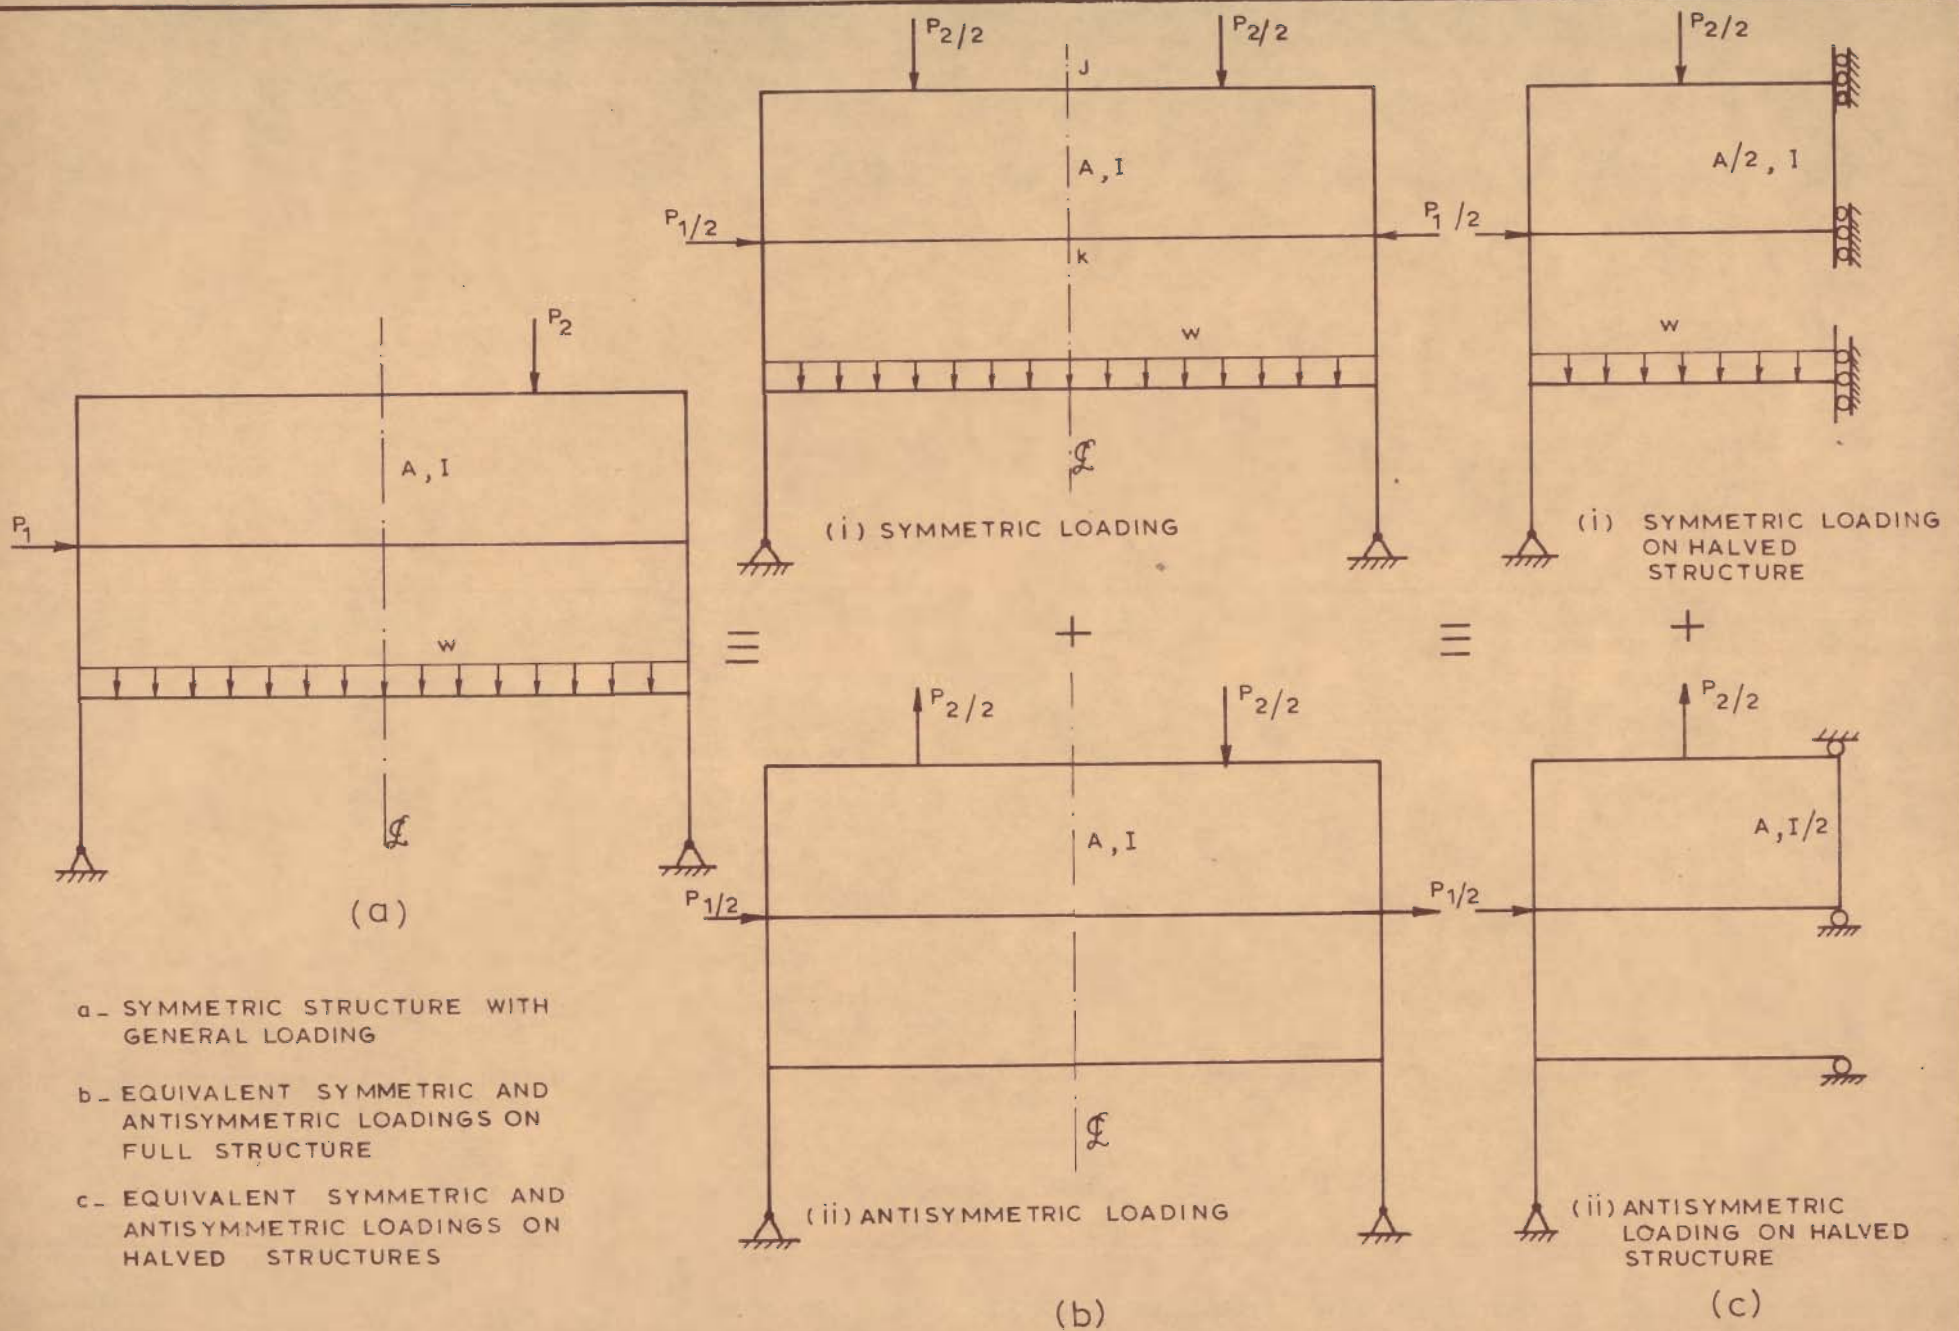 P2
A , I
P1
w
℄
(a)
a_ SYMMETRIC STRUCTURE WITH
GENERAL LOADING
b_ EQUIVALENT SYMMETRIC AND
ANTISYMMETRIC LOADINGS ON
FULL STRUCTURE
c_ EQUIVALENT SYMMETRIC AND
ANTISYMMETRIC LOADINGS ON
HALVED STRUCTURES
P2/2
P2/2
J
A , I
P1/2
P1/2
k
w
℄
(i) SYMMETRIC LOADING
≡
+
P2/2
P2/2
A , I
P1/2
P1/2
℄
(ii) ANTISYMMETRIC LOADING
(b)
P2/2
A/2 , I
w
(i) SYMMETRIC LOADING
ON HALVED
STRUCTURE
≡
+
P2/2
A , I/2
(ii) ANTISYMMETRIC
LOADING ON HALVED
STRUCTURE
(c)